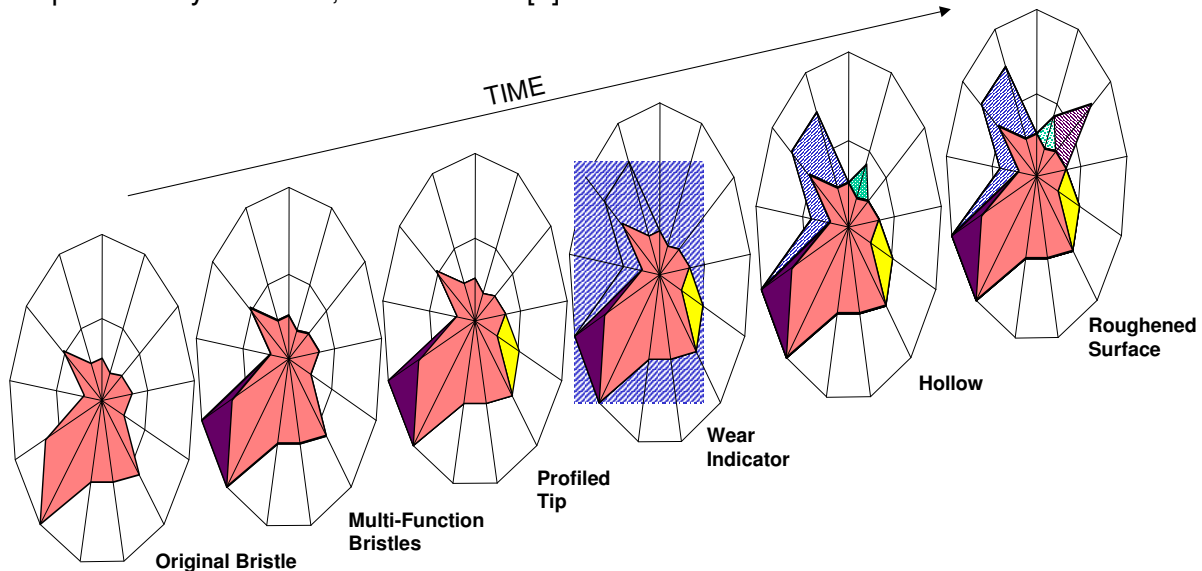 TIME
Original Bristle
Multi-Function
Bristles
Profiled
Tip
Wear
Indicator
Hollow
Roughened
Surface